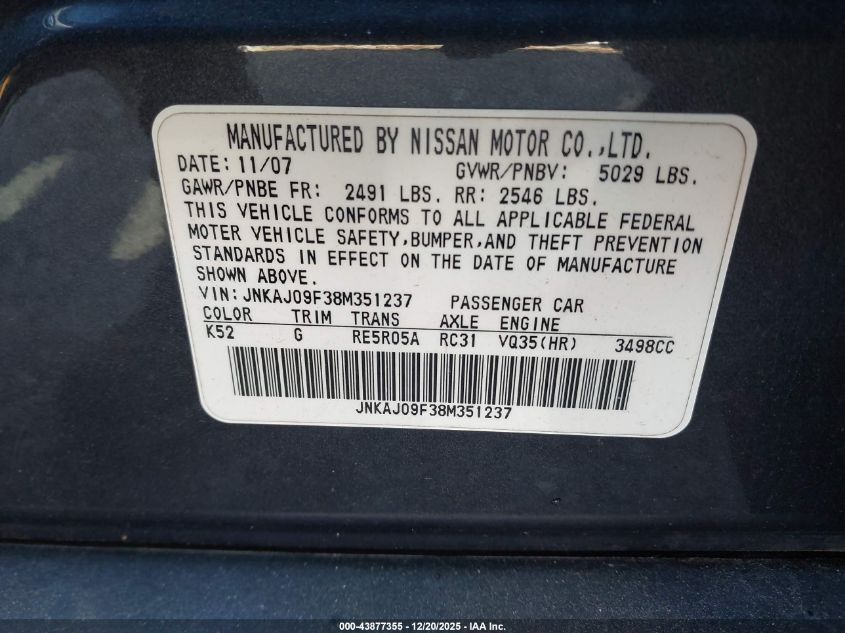 MANUFACTURED BY NISSAN MOTOR CO.,LTD.
DATE: 11/07 GVWR/PNBV: 5029 LBS.
GAWR/PNBE FR: 2491 LBS. RR: 2546 LBS.
THIS VEHICLE CONFORMS TO ALL APPLICABLE FEDERAL
MOTER VEHICLE SAFETY,BUMPER,AND THEFT PREVENTION
STANDARDS IN EFFECT ON THE DATE OF MANUFACTURE
SHOWN ABOVE.
VIN:JNKAJ09F38M351237 PASSENGER CAR
COLOR TRIM TRANS AXLE ENGINE
K52 G RE5R05A RC31 VQ35(HR) 3498CC
JNKAJ09F38M351237
000-43877355 - 12/20/2025 - IAA Inc.